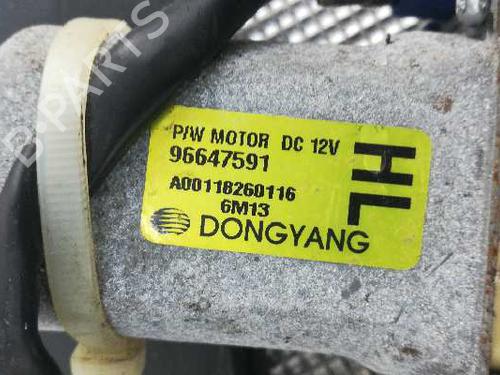 P/W MOTOR DC 12V
96647591
A00118260116
6M13
DONGYANG
HL
B-PARTS